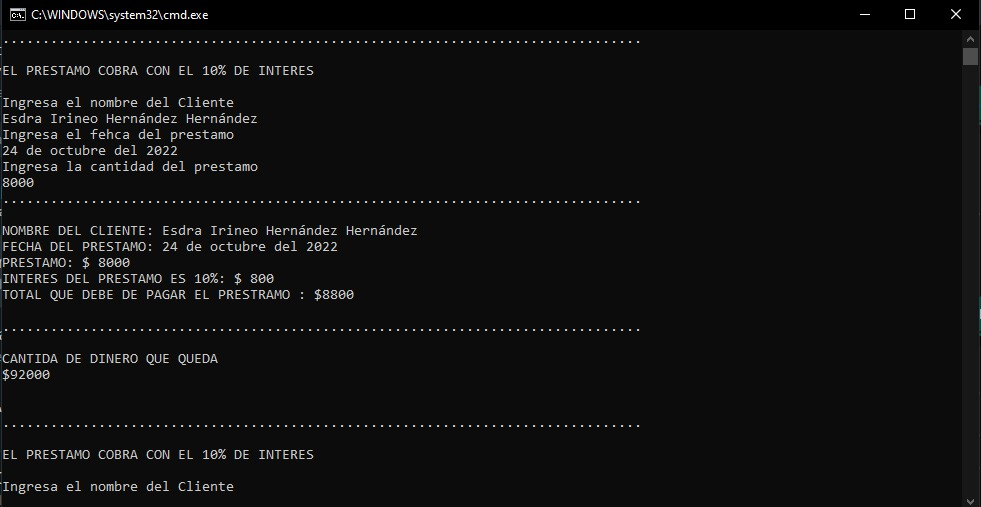 C:\WINDOWS\system32\cmd.exe
................................................................................
EL PRESTAMO COBRA CON EL 10% DE INTERES
Ingresa el nombre del Cliente
Esdra Irineo Hernández Hernández
Ingresa el fehca del prestamo
24 de octubre del 2022
Ingresa la cantidad del prestamo
8000
................................................................................
NOMBRE DEL CLIENTE: Esdra Irineo Hernández Hernández
FECHA DEL PRESTAMO: 24 de octubre del 2022
PRESTAMO: $ 8000
INTERES DEL PRESTAMO ES 10%: $ 800
TOTAL QUE DEBE DE PAGAR EL PRESTRAMO : $8800
................................................................................
CANTIDA DE DINERO QUE QUEDA
$92000
................................................................................
EL PRESTAMO COBRA CON EL 10% DE INTERES
Ingresa el nombre del Cliente